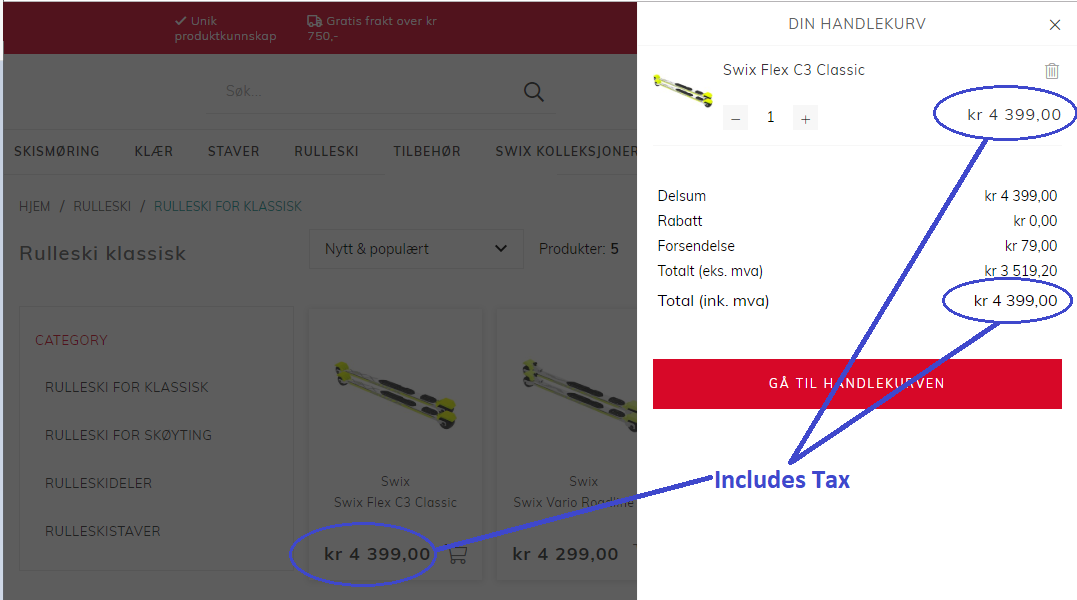 Unik
produktkunnskap
Gratis frakt over kr
750,-
Søk...
SKISMØRING KLÆR STAVER RULLESKI TILBEHØR SWIX KOLLEKSJONER
HJEM / RULLESKI / RULLESKI FOR KLASSISK
Rulleski klassisk
Nytt & populært
Produkter: 5
CATEGORY
RULLESKI FOR KLASSISK
RULLESKI FOR SKØYTING
RULLESKIDELER
RULLESKISTAVER
Swix
Swix Flex C3 Classic
kr 4 399,00
Swix
Swix Vario Roadline
kr 4 299,00
DIN HANDLEKURV
Swix Flex C3 Classic
– 1 +
kr 4 399,00
Delsum kr 4 399,00
Rabatt kr 0,00
Forsendelse kr 79,00
Totalt (eks. mva) kr 3 519,20
Total (ink. mva) kr 4 399,00
GÅ TIL HANDLEKURVEN
Includes Tax